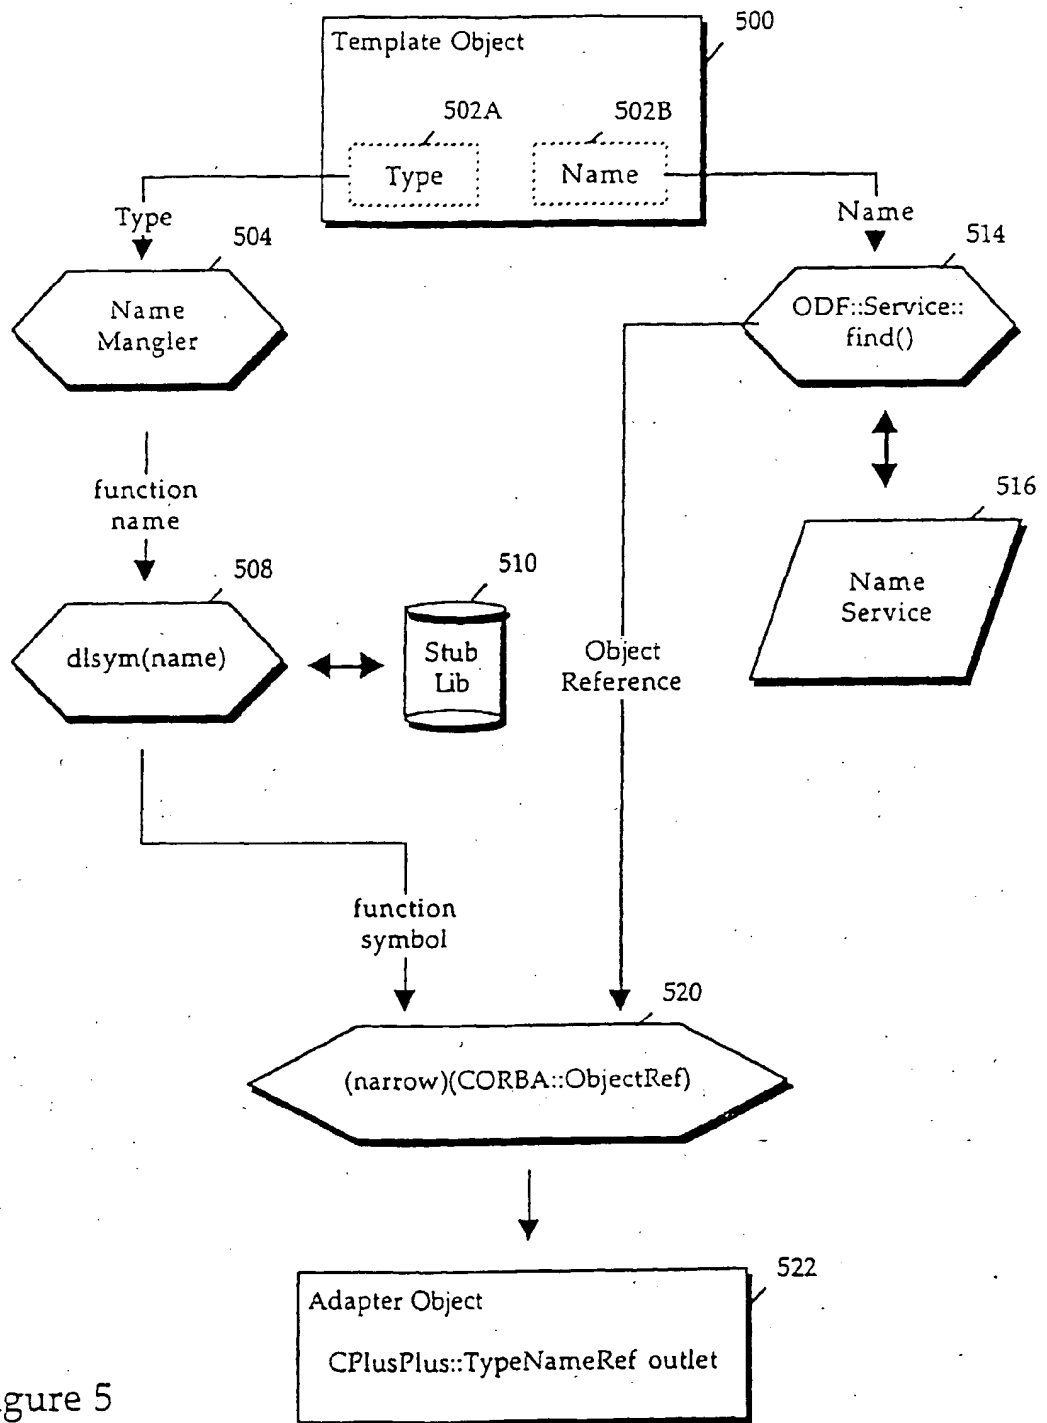 500
Template Object
502A
502B
Type
Name
Type
Name
504
514
Name
Mangler
ODF::Service::
find()
function
name
516
508
510
Name
Service
dlsym(name)
Stub
Lib
Object
Reference
function
symbol
520
(narrow)(CORBA::ObjectRef)
522
Adapter Object
CPlusPlus::TypeNameRef outlet
gure 5